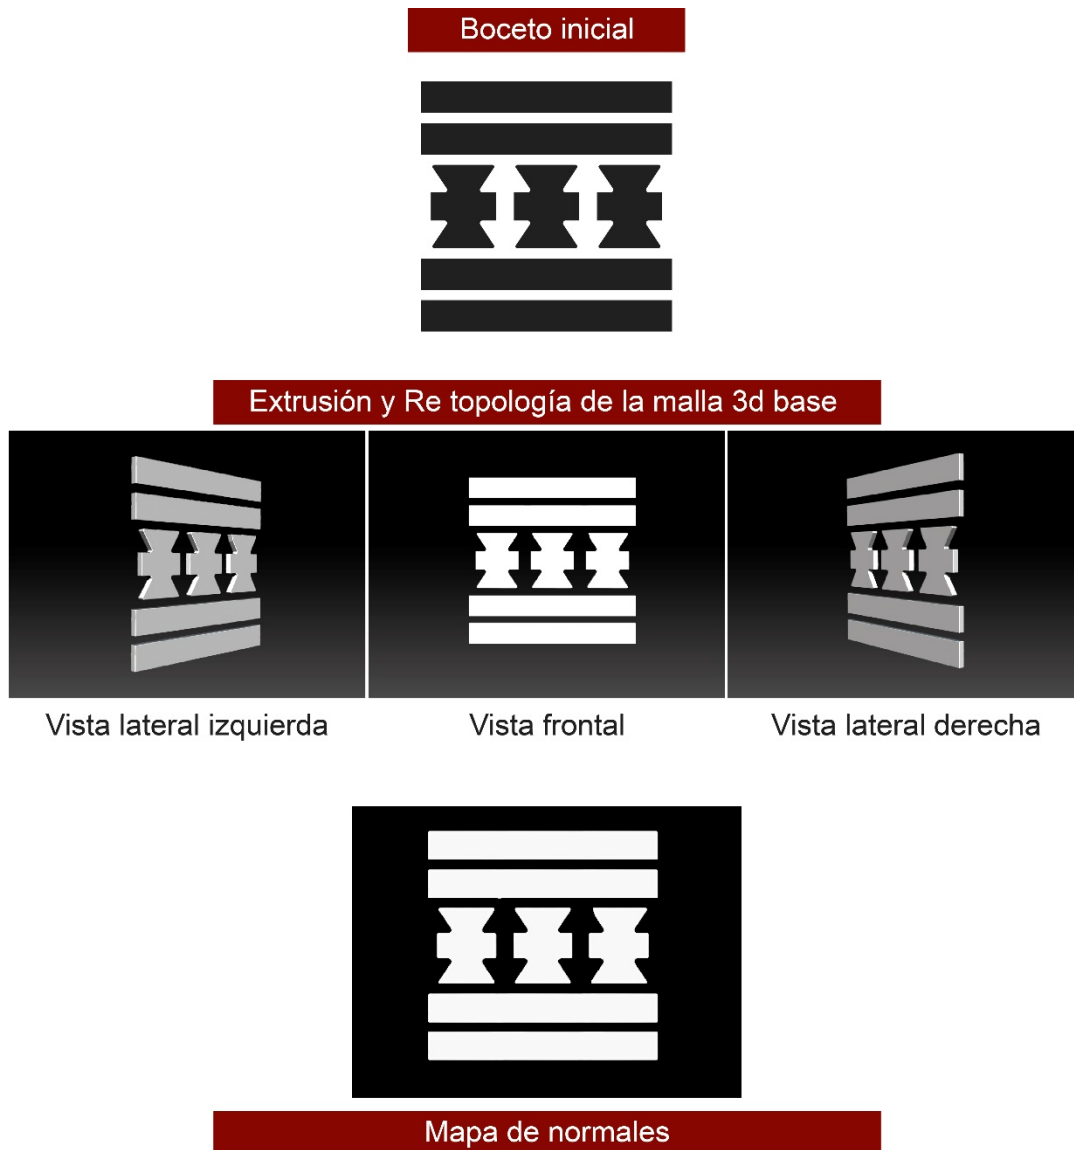 Boceto inicial
Extrusión y Re topología de la malla 3d base
Vista lateral izquierda
Vista frontal
Vista lateral derecha
Mapa de normales